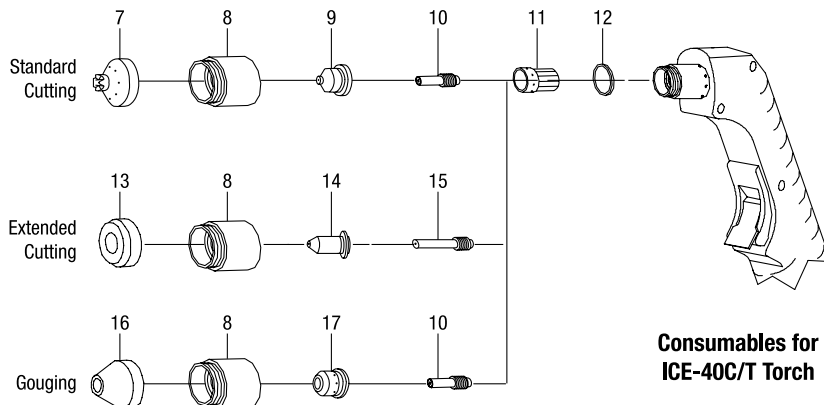 7 8 9 10 11 12
Standard
Cutting
13 8 14 15
Extended
Cutting
16 8 17 10
Gouging
Consumables for
ICE-40C/T Torch